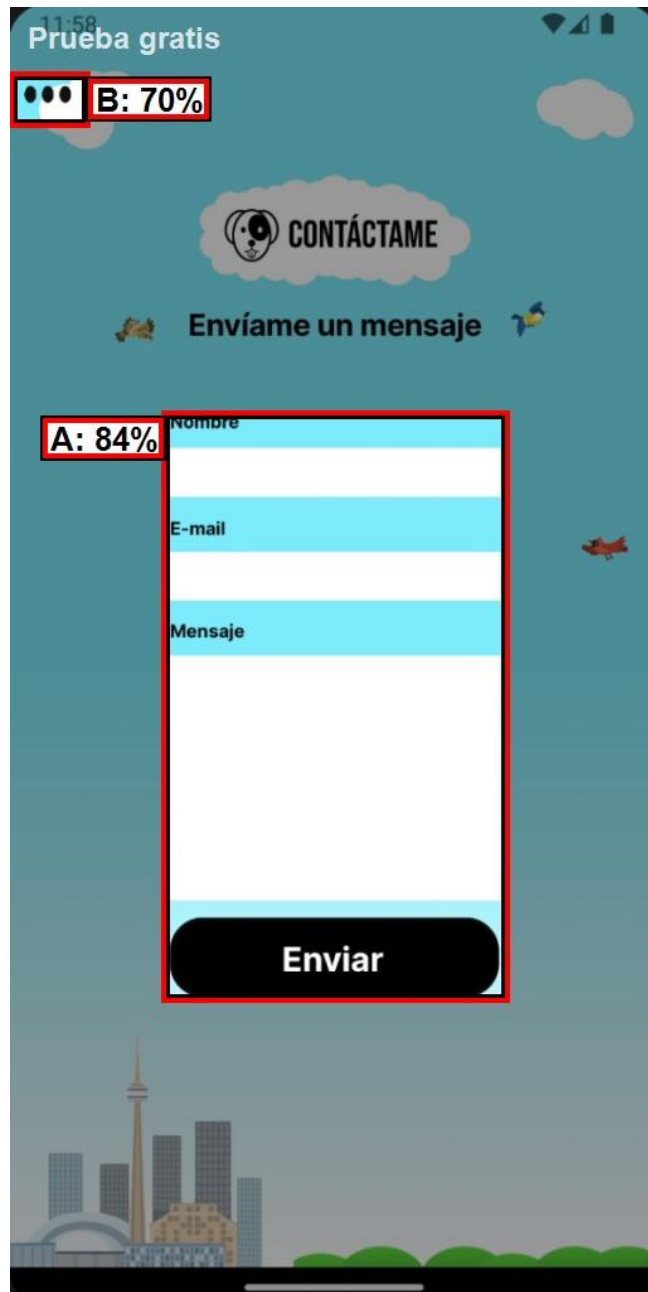 11:58
Prueba gratis
B: 70%
CONTÁCTAME
Envíame un mensaje
A: 84%
Nombre
E-mail
Mensaje
Enviar